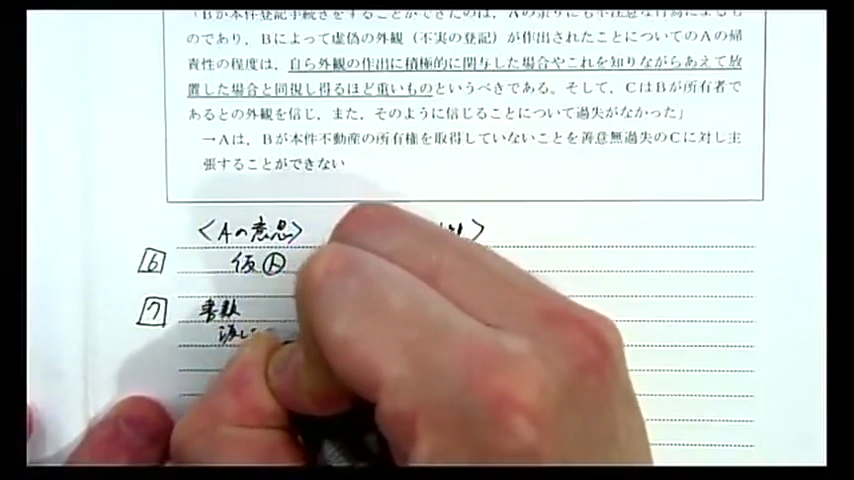 「Bが本件登記手続きをすることができたのは、Aの余りにも不注意な行為によるも
のであり、Bによって虚偽の外観（不実の登記）が作出されたことについてのAの帰
責性の程度は、自ら外観の作出に積極的に関与した場合やこれを知りながらあえて放
置した場合と同視し得るほど重いものというべきである。そして、CはBが所有者で
あるとの外観を信じ、また、そのように信じることについて過失がなかった」
→Aは、Bが本件不動産の所有権を取得していないことを善意無過失のCに対し主
張することができない
〈Aの意思〉
6 仮登
7 書類
渡し